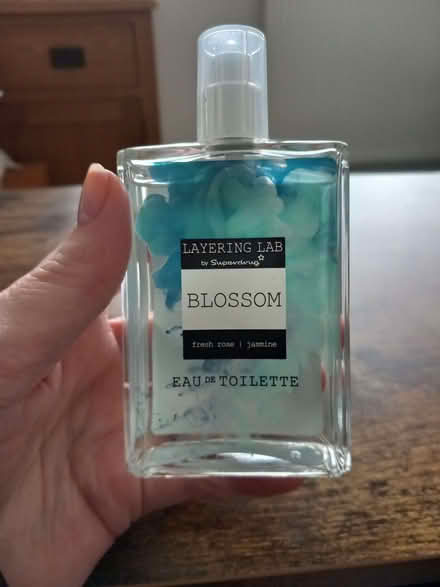 LAYERING LAB
by Superdrug
BLOSSOM
fresh rose | jasmine
EAU DE TOILETTE